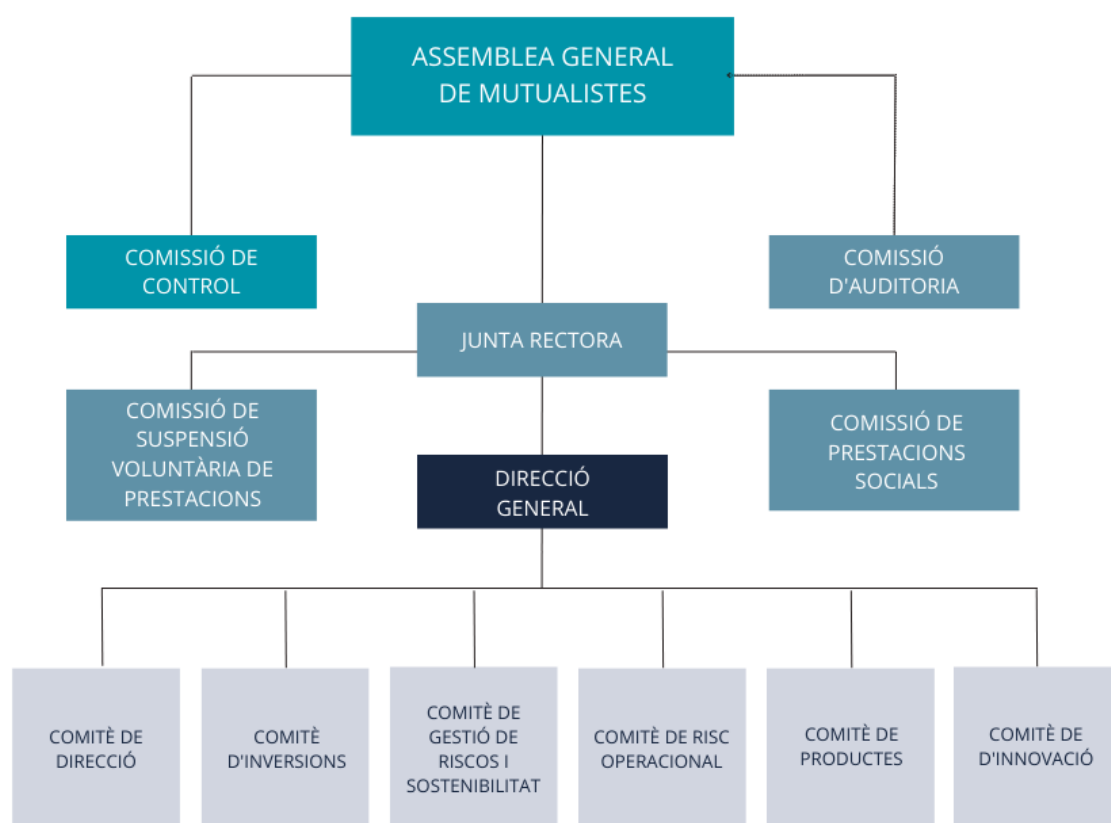 ASSEMBLEA GENERAL
DE MUTUALISTES
COMISSIÓ DE
CONTROL
COMISSIÓ
D'AUDITORIA
JUNTA RECTORA
COMISSIÓ DE
SUSPENSIÓ
VOLUNTÀRIA DE
PRESTACIONS
COMISSIÓ DE
PRESTACIONS
SOCIALS
DIRECCIÓ
GENERAL
COMITÈ DE
DIRECCIÓ
COMITÈ
D'INVERSIONS
COMITÈ DE
GESTIÓ DE
RISCOS I
SOSTENIBILITAT
COMITÈ DE RISC
OPERACIONAL
COMITÈ DE
PRODUCTES
COMITÈ DE
D'INNOVACIÓ